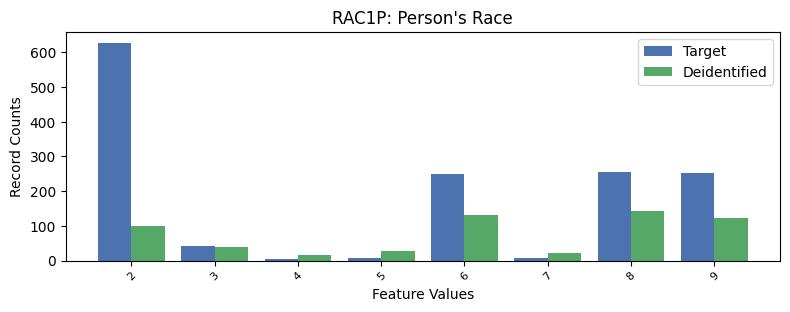 RAC1P: Person's Race
Target
Deidentified
Record Counts
600
500
400
300
200
100
0
2 3 4 5 6 7 8 9
Feature Values